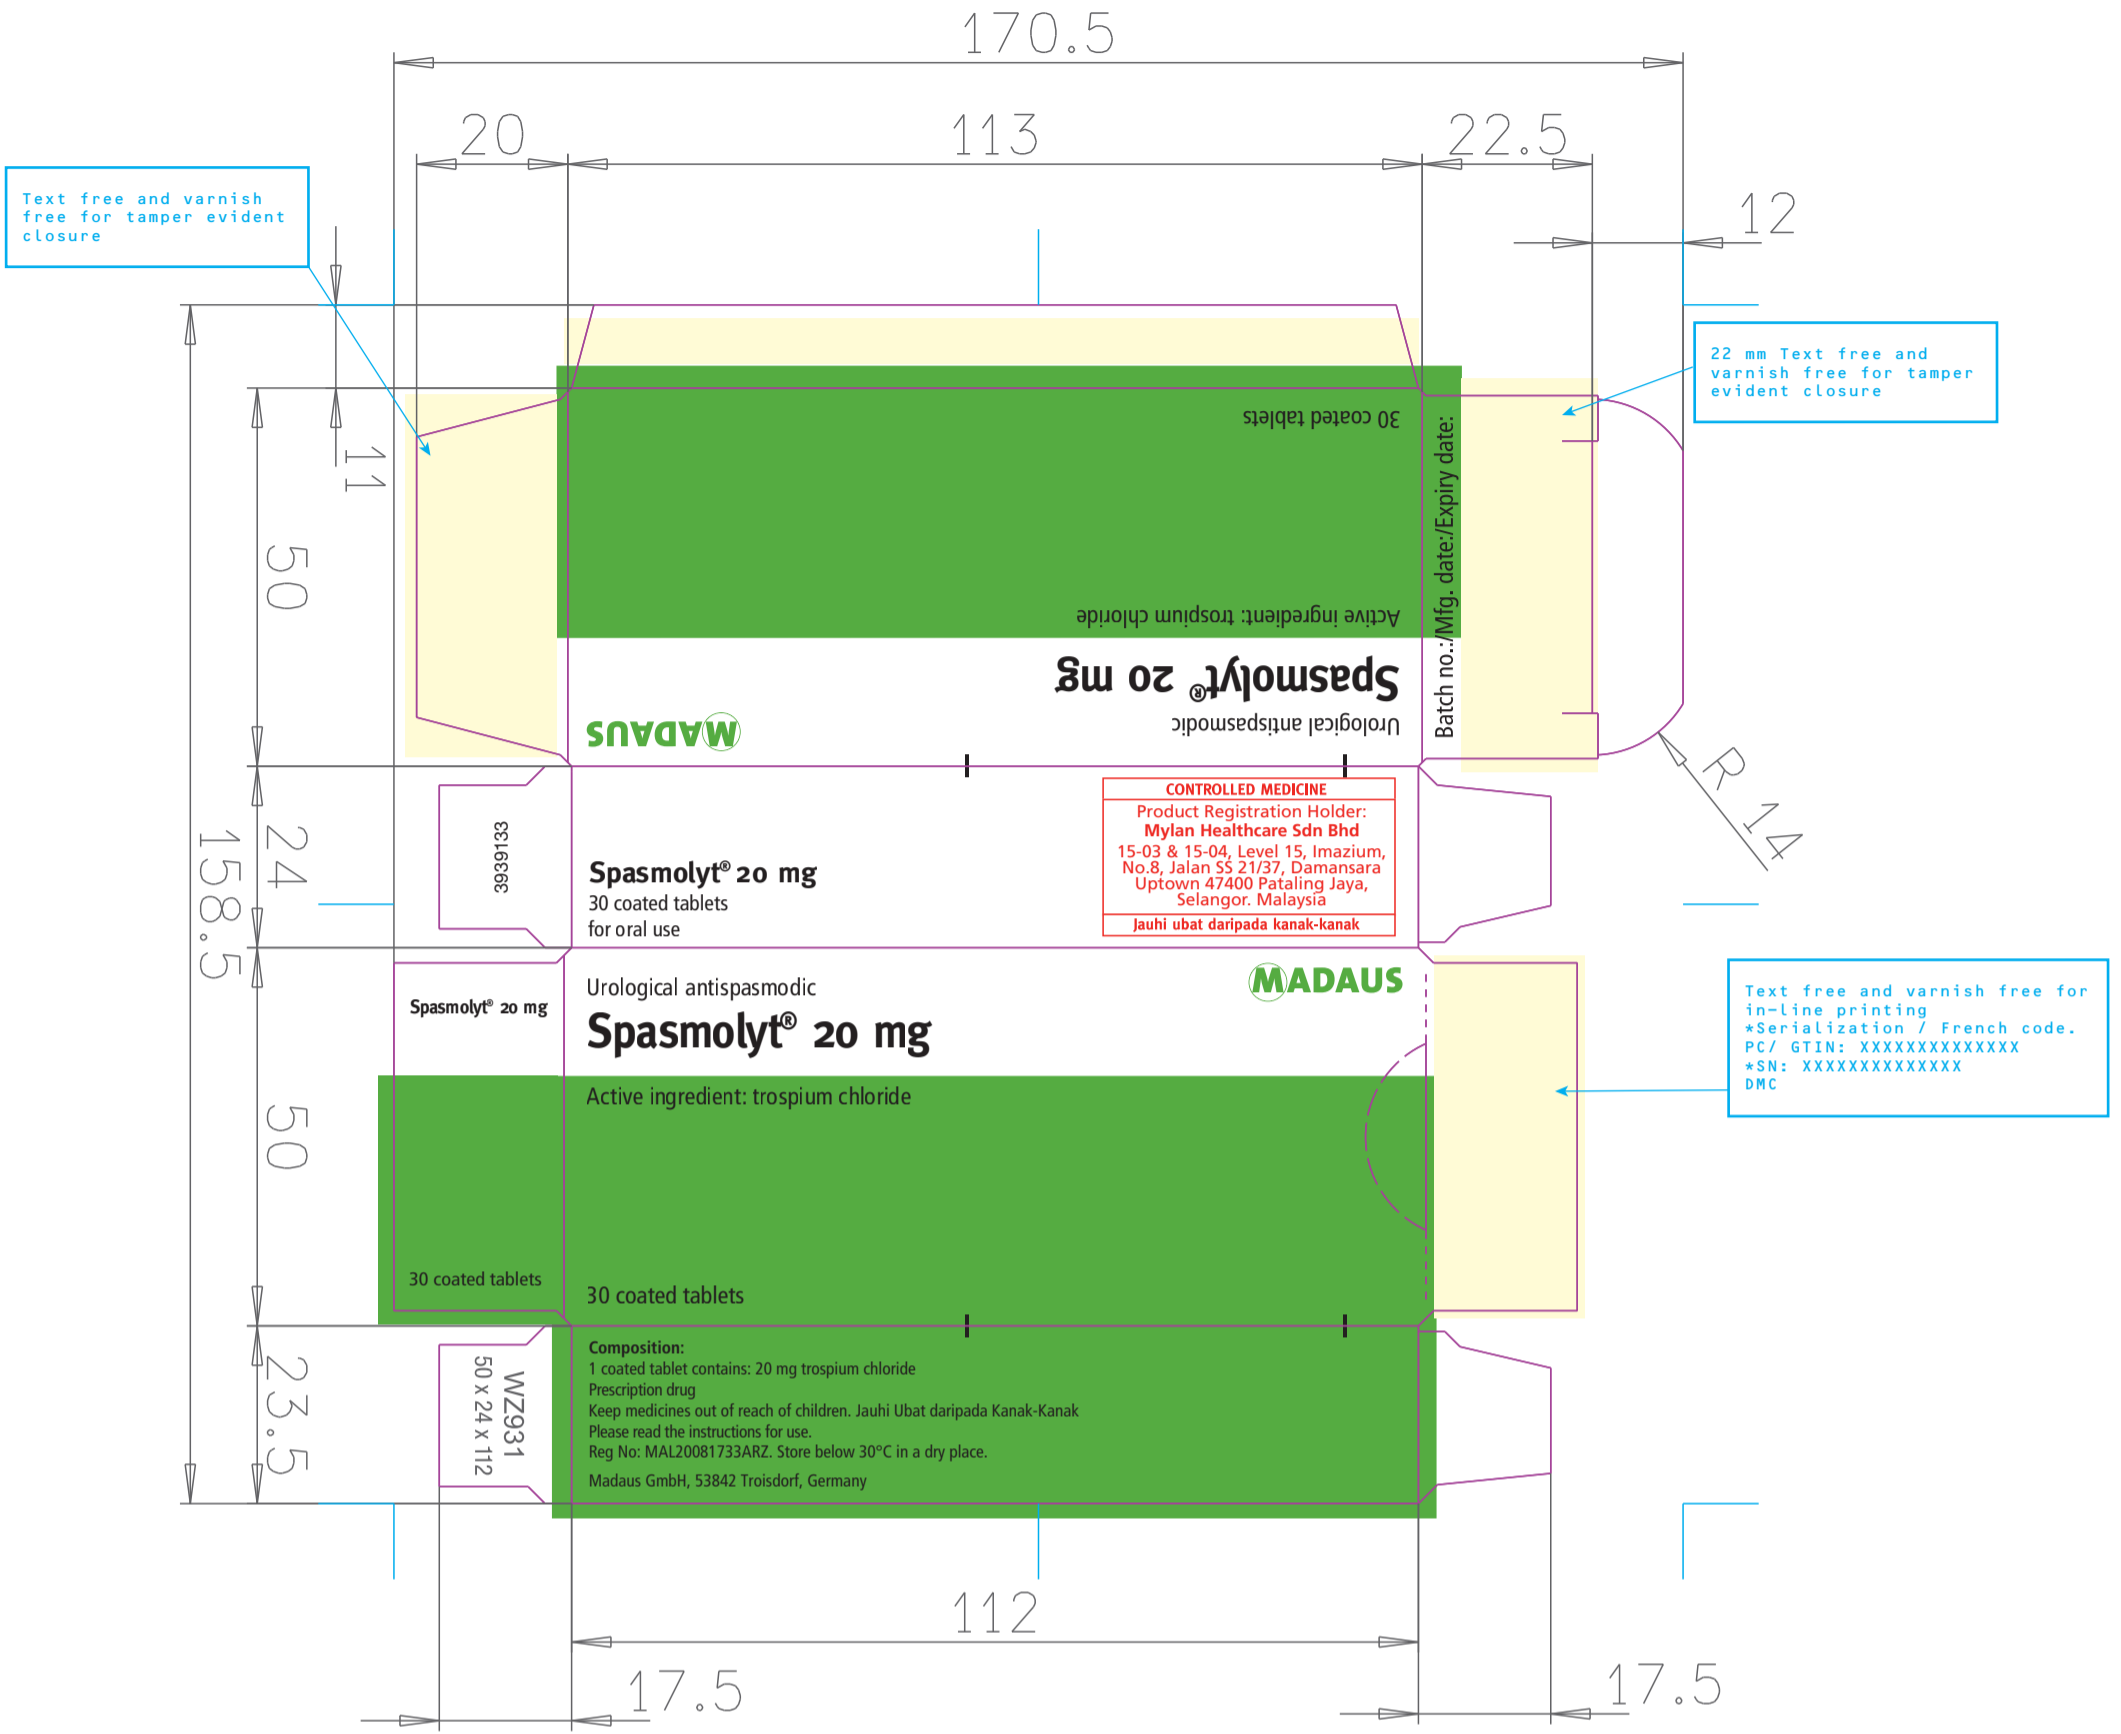 170.5
20
113
22.5
12
Text free and varnish
free for tamper evident
closure
22 mm Text free and
varnish free for tamper
evident closure
11
50
30 coated tablets
Active ingredient: trospium chloride
Spasmolyt® 20 mg
Urological antispasmodic
MADAUS
Batch no.:/Mfg. date:/Expiry date:
R 14
24
158.5
3939133
Spasmolyt® 20 mg
30 coated tablets
for oral use
CONTROLLED MEDICINE
Product Registration Holder:
Mylan Healthcare Sdn Bhd
15-03 & 15-04, Level 15, Imazium,
No.8, Jalan SS 21/37, Damansara
Uptown 47400 Pataling Jaya,
Selangor. Malaysia
Jauhi ubat daripada kanak-kanak
Spasmolyt® 20 mg
30 coated tablets
Urological antispasmodic
MADAUS
Spasmolyt® 20 mg
Active ingredient: trospium chloride
30 coated tablets
Text free and varnish free for
in-line printing
*Serialization / French code.
PC/ GTIN: XXXXXXXXXXXXXX
*SN: XXXXXXXXXXXXXX
DMC
50
23.5
WZ931
50 x 24 x 112
Composition:
1 coated tablet contains: 20 mg trospium chloride
Prescription drug
Keep medicines out of reach of children. Jauhi Ubat daripada Kanak-Kanak
Please read the instructions for use.
Reg No: MAL20081733ARZ. Store below 30°C in a dry place.
Madaus GmbH, 53842 Troisdorf, Germany
112
17.5
17.5